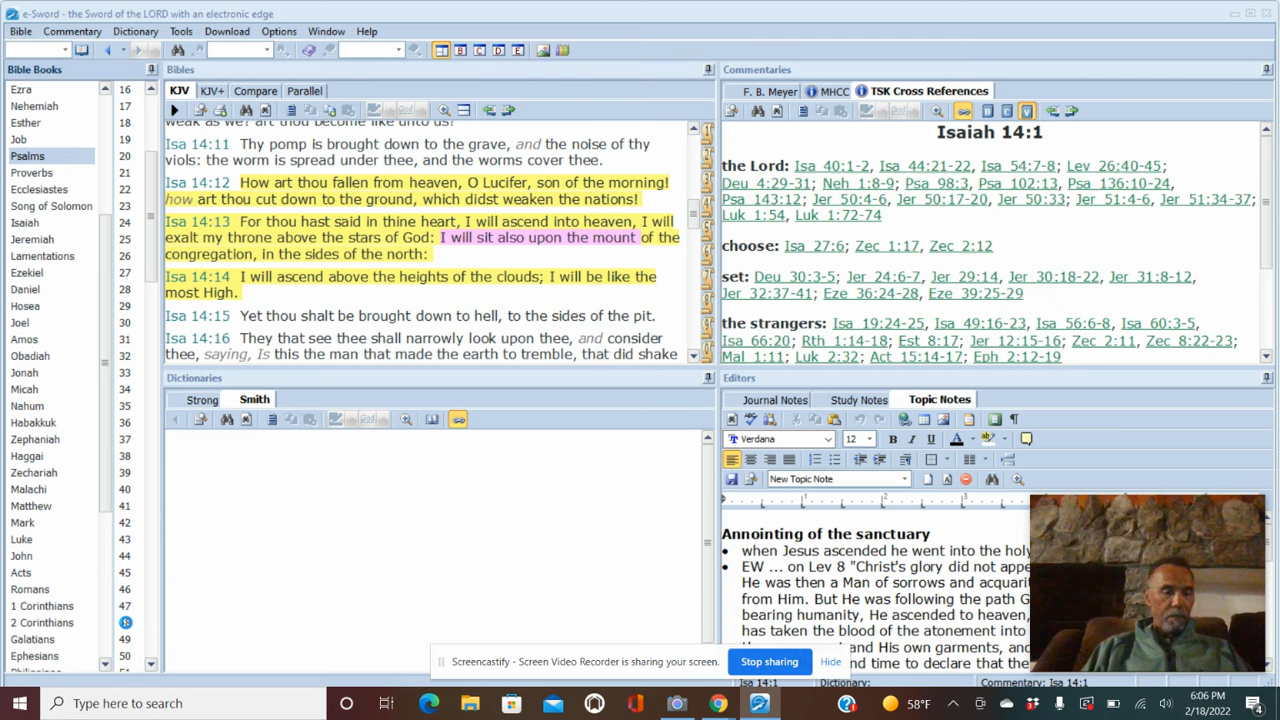 e-Sword - the Sword of the LORD with an electronic edge
Bible Commentary Dictionary Tools Download Options Window Help
B C D E
Bible Books
Ezra
Nehemiah
Esther
Job
Psalms
Proverbs
Ecclesiastes
Song of Solomon
Isaiah
Jeremiah
Lamentations
Ezekiel
Daniel
Hosea
Joel
Amos
Obadiah
Jonah
Micah
Nahum
Habakkuk
Zephaniah
Haggai
Zechariah
Malachi
Matthew
Mark
Luke
John
Acts
Romans
1 Corinthians
2 Corinthians
Galatians
Ephesians
16
17
18
19
20
21
22
23
24
25
26
27
28
29
30
31
32
33
34
35
36
37
38
39
40
41
42
43
44
45
46
47
49
50
Bibles
KJV KJV+ Compare Parallel
weak as we? art thou become like unto us?
Isa 14:11 Thy pomp is brought down to the grave, and the noise of thy
viols: the worm is spread under thee, and the worms cover thee.
Isa 14:12 How art thou fallen from heaven, O Lucifer, son of the morning!
how art thou cut down to the ground, which didst weaken the nations!
Isa 14:13 For thou hast said in thine heart, I will ascend into heaven, I will
exalt my throne above the stars of God: I will sit also upon the mount of the
congregation, in the sides of the north:
Isa 14:14 I will ascend above the heights of the clouds; I will be like the
most High.
Isa 14:15 Yet thou shalt be brought down to hell, to the sides of the pit.
Isa 14:16 They that see thee shall narrowly look upon thee, and consider
thee, saying, Is this the man that made the earth to tremble, that did shake
Commentaries
F. B. Meyer MHCC TSK Cross References
Isaiah 14:1
the Lord: Isa 40:1-2, Isa 44:21-22, Isa 54:7-8; Lev 26:40-45;
Deu 4:29-31; Neh 1:8-9; Psa 98:3, Psa 102:13, Psa 136:10-24,
Psa 143:12; Jer 50:4-6, Jer 50:17-20, Jer 50:33; Jer 51:4-6, Jer 51:34-37;
Luk 1:54, Luk 1:72-74
choose: Isa 27:6; Zec 1:17, Zec 2:12
set: Deu 30:3-5; Jer 24:6-7, Jer 29:14, Jer 30:18-22, Jer 31:8-12,
Jer 32:37-41; Eze 36:24-28, Eze 39:25-29
the strangers: Isa 19:24-25, Isa 49:16-23, Isa 56:6-8, Isa 60:3-5,
Isa 66:20; Rth 1:14-18; Est 8:17; Jer 12:15-16; Zec 2:11, Zec 8:22-23;
Mal 1:11; Luk 2:32; Act 15:14-17; Eph 2:12-19
Dictionaries
Strong Smith
Editors
Journal Notes Study Notes Topic Notes
Verdana 12 B I U A
New Topic Note
1 2 3
Annointing of the sanctuary
when Jesus ascended he went into the holy
EW ... on Lev 8 "Christ's glory did not appe
He was then a Man of sorrows and acquarit
from Him. But He was following the path G
bearing humanity, He ascended to heaven,
has taken the blood of the atonement into
and His own garments, and
nd time to declare that the
Screencastify - Screen Video Recorder is sharing your screen. Stop sharing Hide
Isa 14:1 Dictionary: Commentary: Isa 14:1
Type here to search
58°F
6:06 PM
2/18/2022
4